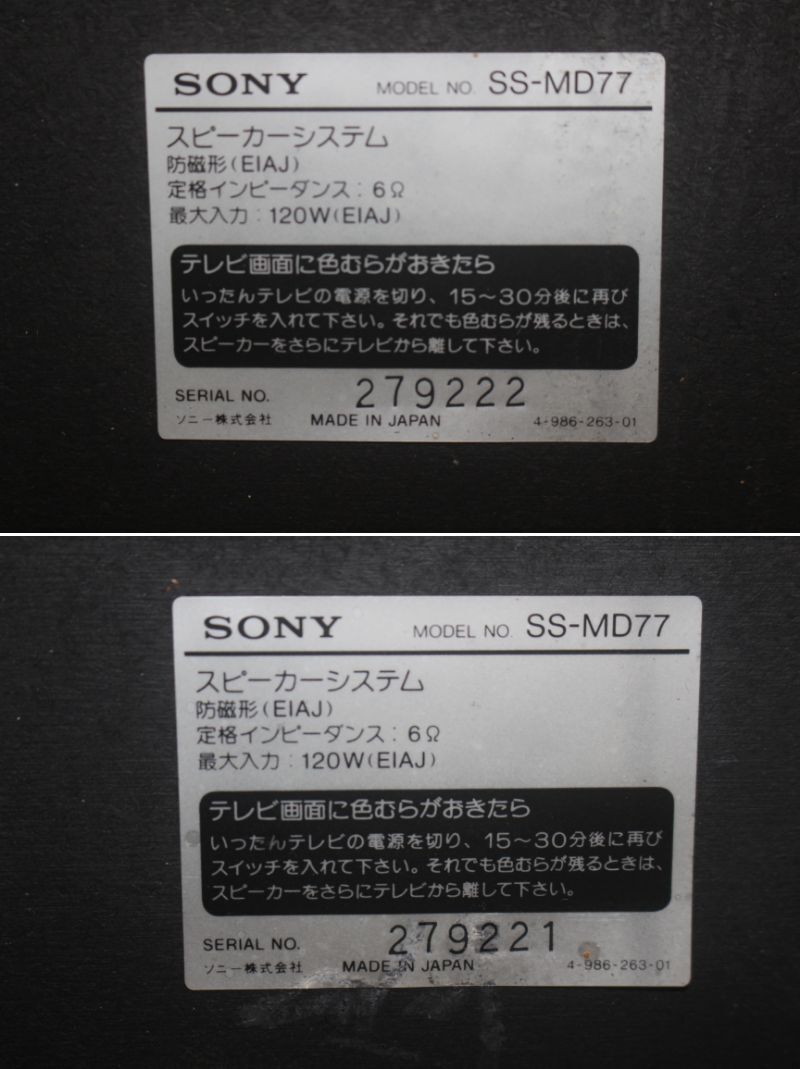 SONY MODEL NO. SS-MD77
スピーカーシステム
防磁形(EIAJ)
定格インピーダンス:6Ω
最大入力:120W(EIAJ)
テレビ画面に色むらがおきたら
いったんテレビの電源を切り、15～30分後に再び
スイッチを入れて下さい。それでも色むらが残るときは、
スピーカーをさらにテレビから離して下さい。
SERIAL NO. 279222
ソニー株式会社 MADE IN JAPAN 4-986-263-01
SONY MODEL NO. SS-MD77
スピーカーシステム
防磁形(EIAJ)
定格インピーダンス:6Ω
最大入力:120W(EIAJ)
テレビ画面に色むらがおきたら
いったんテレビの電源を切り、15～30分後に再び
スイッチを入れて下さい。それでも色むらが残るときは、
スピーカーをさらにテレビから離して下さい。
SERIAL NO. 279221
ソニー株式会社 MADE IN JAPAN 4-986-263-01